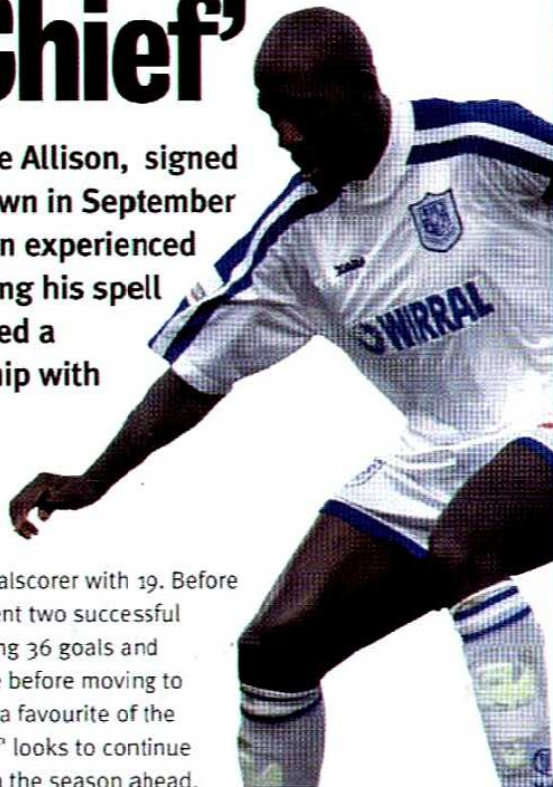 Chief'
e Allison, signed
wn in September
n experienced
ng his spell
ed a
ip with
WIRRAL
alscorer with 19. Before
ent two successful
ng 36 goals and
e before moving to
a favourite of the
' looks to continue
n the season ahead.